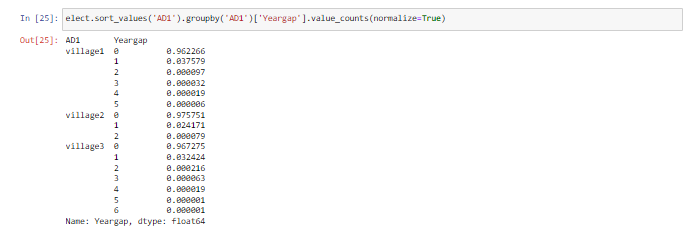 In [25]: elect.sort_values('AD1').groupby('AD1')['Yeargap'].value_counts(normalize=True)
Out[25]: AD1 Yeargap
village1 0 0.962266
1 0.037579
2 0.000097
3 0.000032
4 0.000019
5 0.000006
village2 0 0.975751
1 0.024171
2 0.000079
village3 0 0.967275
1 0.032424
2 0.000216
3 0.000063
4 0.000019
5 0.000001
6 0.000001
Name: Yeargap, dtype: float64